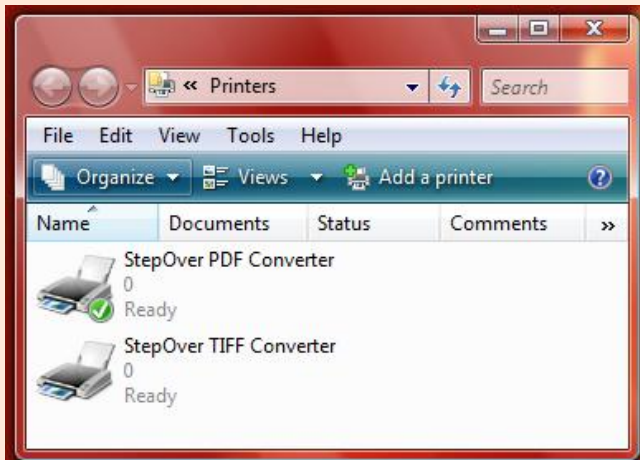 « Printers
Search
File Edit View Tools Help
Organize Views Add a printer
Name Documents Status Comments »
StepOver PDF Converter
0
Ready
StepOver TIFF Converter
0
Ready